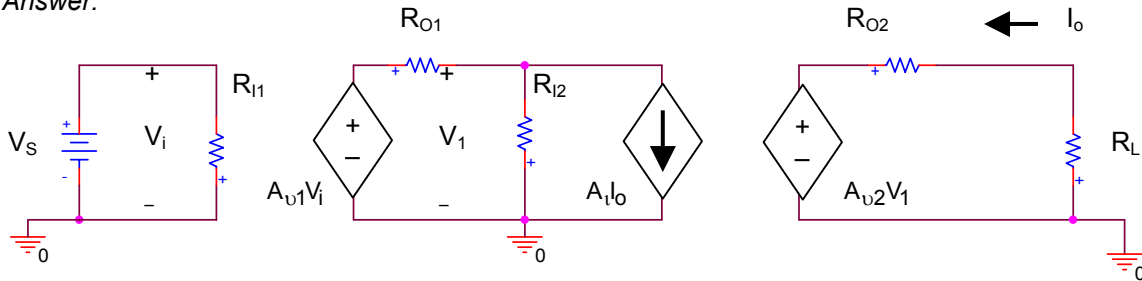 Answer:
R_O1
R_O2
I_o
+
+
+
+
R_I1
R_I2
+
V_S
+
-
V_i
+
−
V_1
+
−
R_L
+
+
+
A_υ1V_i
A_ιI_o
A_υ2V_1
−
−
0
0
0